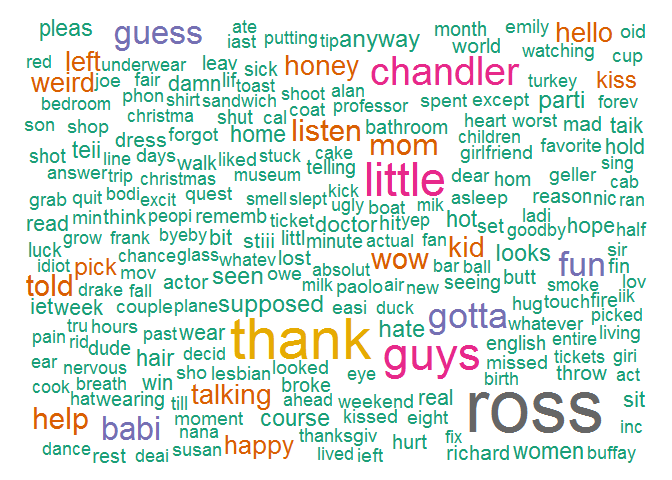 pleas guess ate iast putting tip anyway month emily hello oid
world watching cup
red left underwear leav sick honey chandler turkey kiss
weird joe fair damn lif toast shoot alan
bedroom phon shirt sandwich coat professor spent except parti forev
son shop christma shut cal listen bathroom heart worst mad taik
dress forgot home mom children favorite hold
shot teii line days walk liked stuck cake telling girlfriend sing
answer trip christmas museum little dear hom geller cab
grab quit bodi excit quest smell slept kick ugly boat mik asleep reason nic ran
read min think peopi rememb ticket doctor yep hot set ladi goodby hope half
luck grow frank byeby bit stiii littl minute actual fan kid looks sir
idiot pick chance glass whatev lost absolut wow bar ball butt fun fin
told drake mov fall actor seen owe milk paolo air new seeing smoke lov
iet week couple plane supposed easi duck gotta hug touch fire iik
pain tru hours past wear thank hate whatever picked
rid dude guys english entire living
ear nervous hair decid lesbian looked missed tickets giri
cook breath win sho broke eye birth throw act
hat wearing till talking ahead weekend real ross sit
help babi moment course kissed eight inc
nana happy thanksgiv hurt fix
dance rest deai susan lived ieft richard women buffay